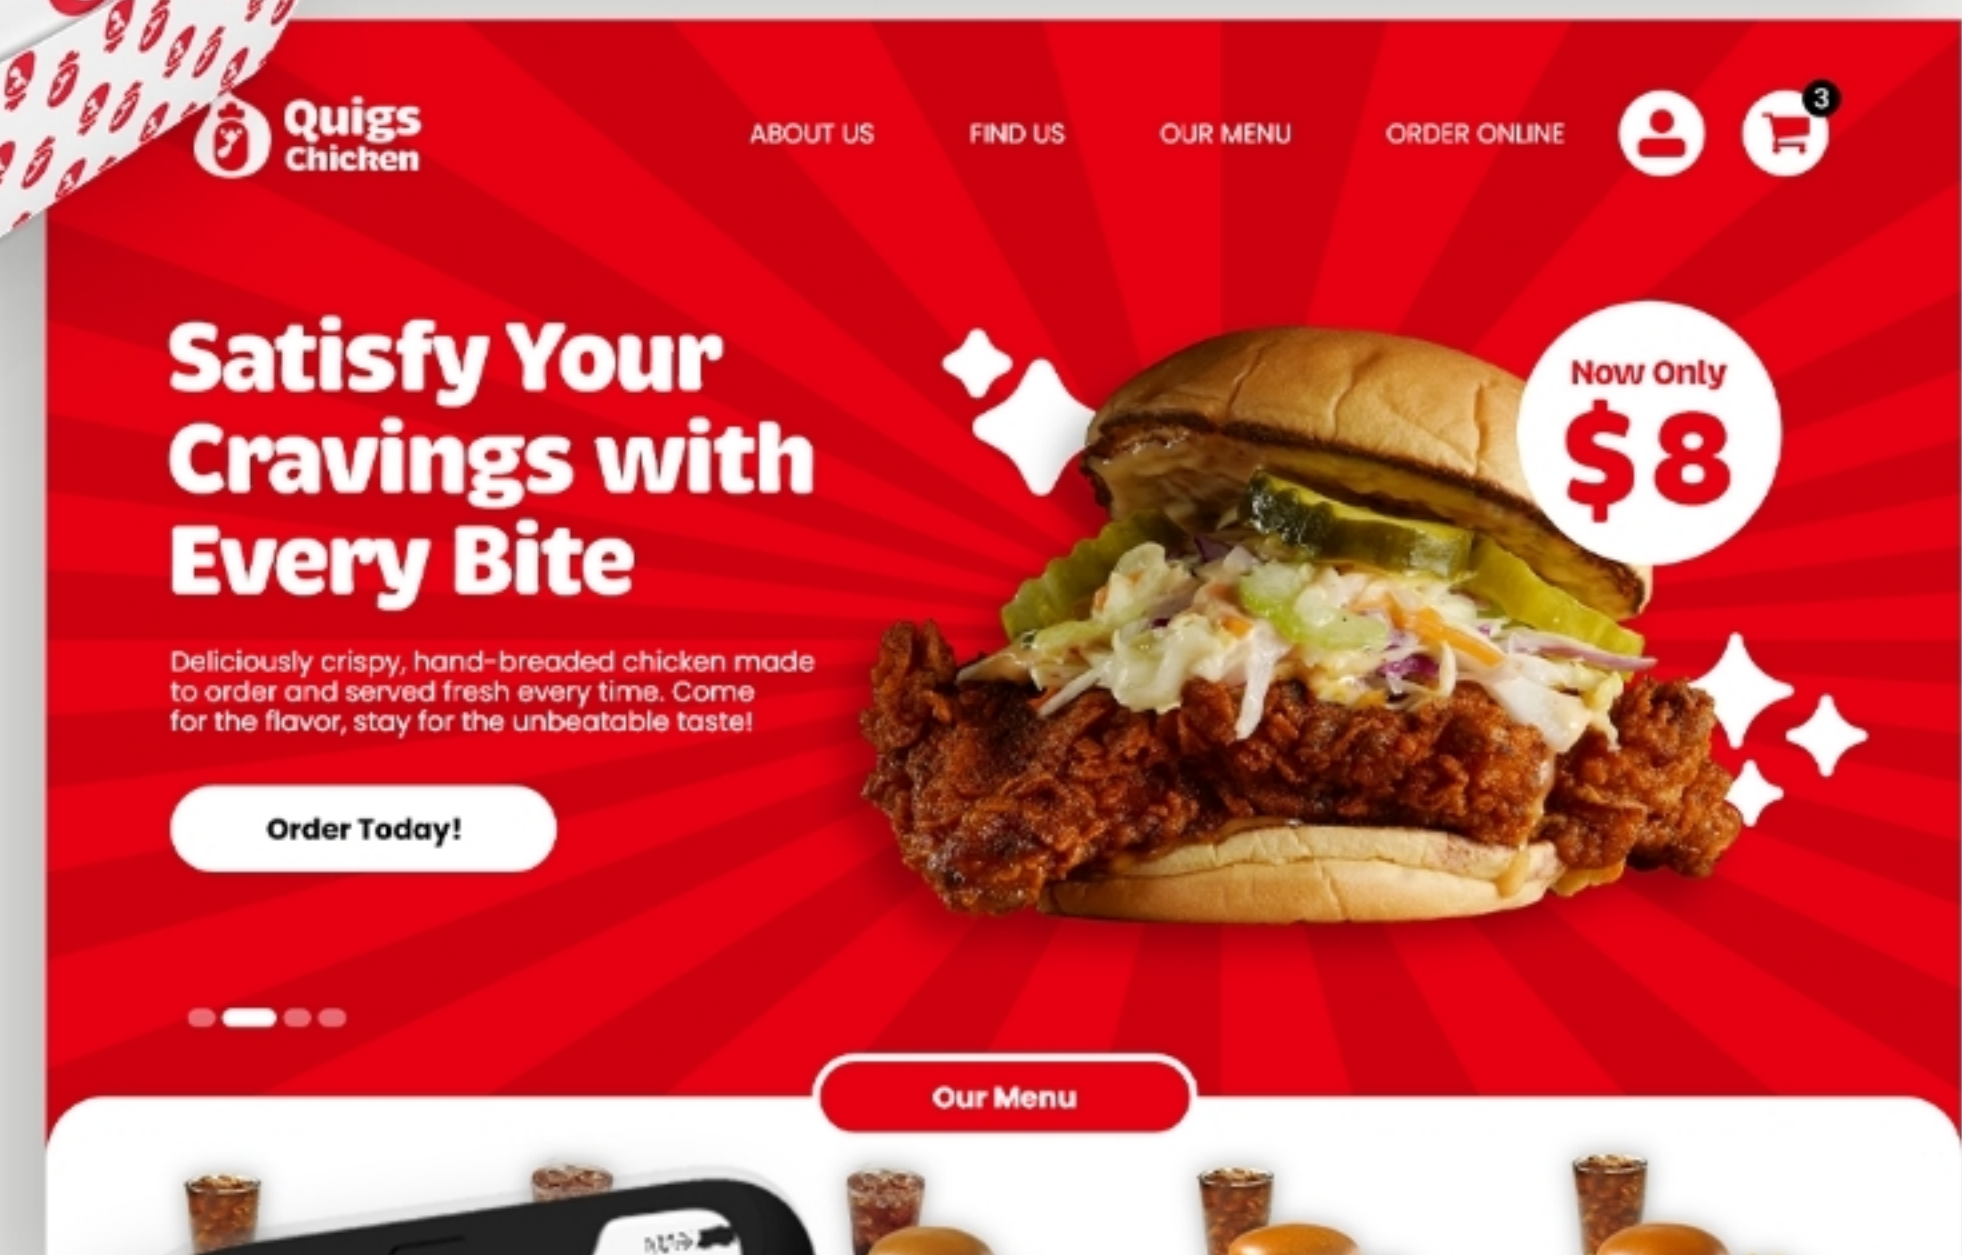 Quigs
Chicken
ABOUT US
FIND US
OUR MENU
ORDER ONLINE
3
Satisfy Your
Cravings with
Every Bite
Now Only
$8
Deliciously crispy, hand-breaded chicken made
to order and served fresh every time. Come
for the flavor, stay for the unbeatable taste!
Order Today!
Our Menu